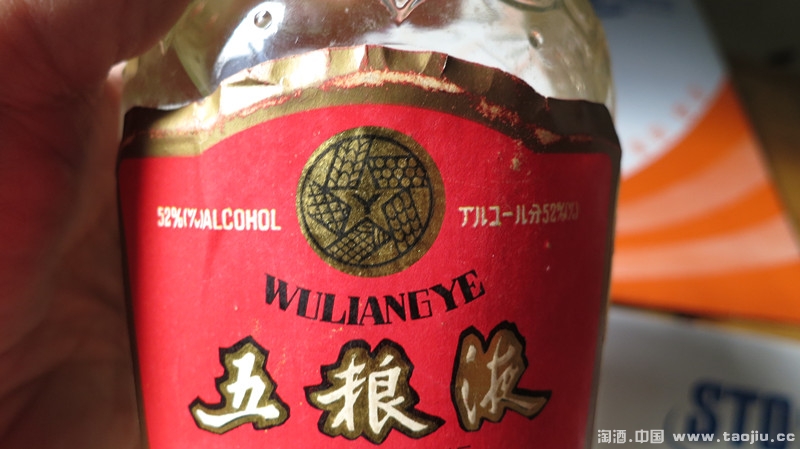 52%(%)ALCOHOL
アルコール分52%(%)
WULIANGYE
五粮液
STA
淘酒.中国 www.taojiu.cc